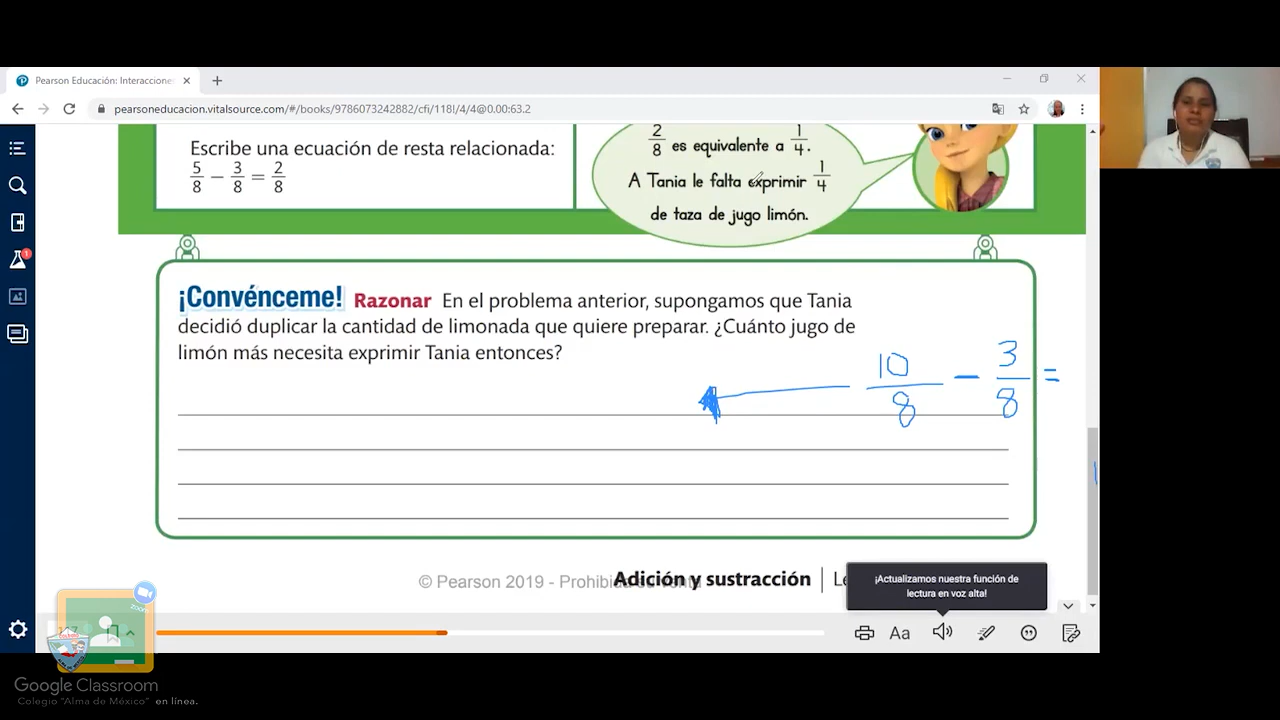 Pearson Educación: Interaccione
pearsoneducacion.vitalsource.com/#/books/9786073242882/cfi/118!/4/4@0.00:63.2
Escribe una ecuación de resta relacionada:
5/8 − 3/8 = 2/8
2/8 es equivalente a 1/4.
A Tania le falta exprimir 1/4
de taza de jugo limón.
¡Convénceme! Razonar En el problema anterior, supongamos que Tania
decidió duplicar la cantidad de limonada que quiere preparar. ¿Cuánto jugo de
limón más necesita exprimir Tania entonces?
10/8 − 3/8 =
© Pearson 2019 - Prohibid
Adición y sustracción
¡Actualizamos nuestra función de
lectura en voz alta!
Aa
1
zoom
Google Classroom
Colegio "Alma de México" en línea.